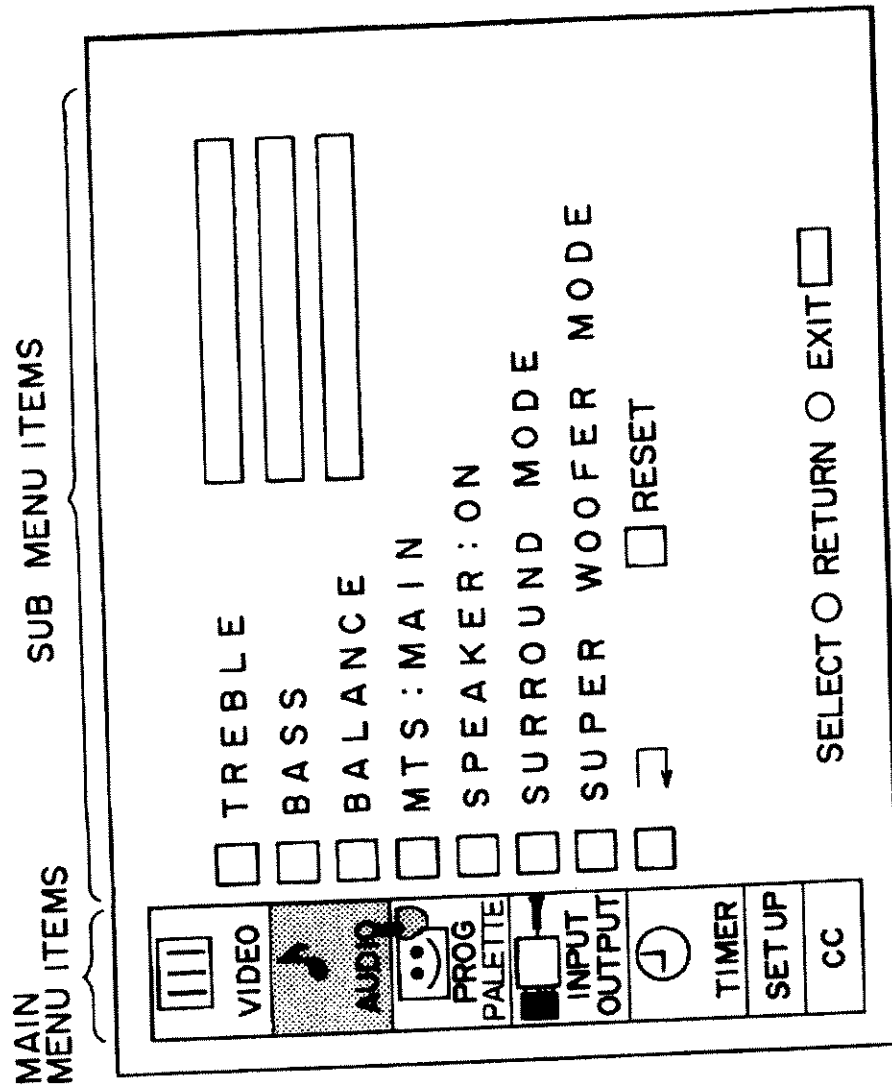 MAIN
MENU ITEMS
SUB MENU ITEMS
VIDEO
AUDIO
PROG
PALETTE
INPUT
OUTPUT
TIMER
SET UP
CC
TREBLE
BASS
BALANCE
MTS:MAIN
SPEAKER:ON
SURROUND MODE
SUPER WOOFER MODE
RESET
SELECT RETURN EXIT